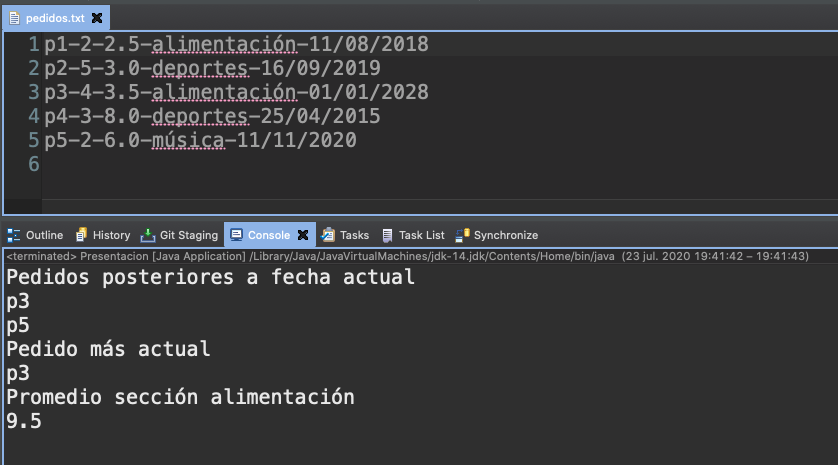 pedidos.txt
1 p1-2-2.5-alimentación-11/08/2018
2 p2-5-3.0-deportes-16/09/2019
3 p3-4-3.5-alimentación-01/01/2028
4 p4-3-8.0-deportes-25/04/2015
5 p5-2-6.0-música-11/11/2020
6
Outline History Git Staging Console Tasks Task List Synchronize
<terminated> Presentacion [Java Application] /Library/Java/JavaVirtualMachines/jdk-14.jdk/Contents/Home/bin/java (23 jul. 2020 19:41:42 – 19:41:43)
Pedidos posteriores a fecha actual
p3
p5
Pedido más actual
p3
Promedio sección alimentación
9.5